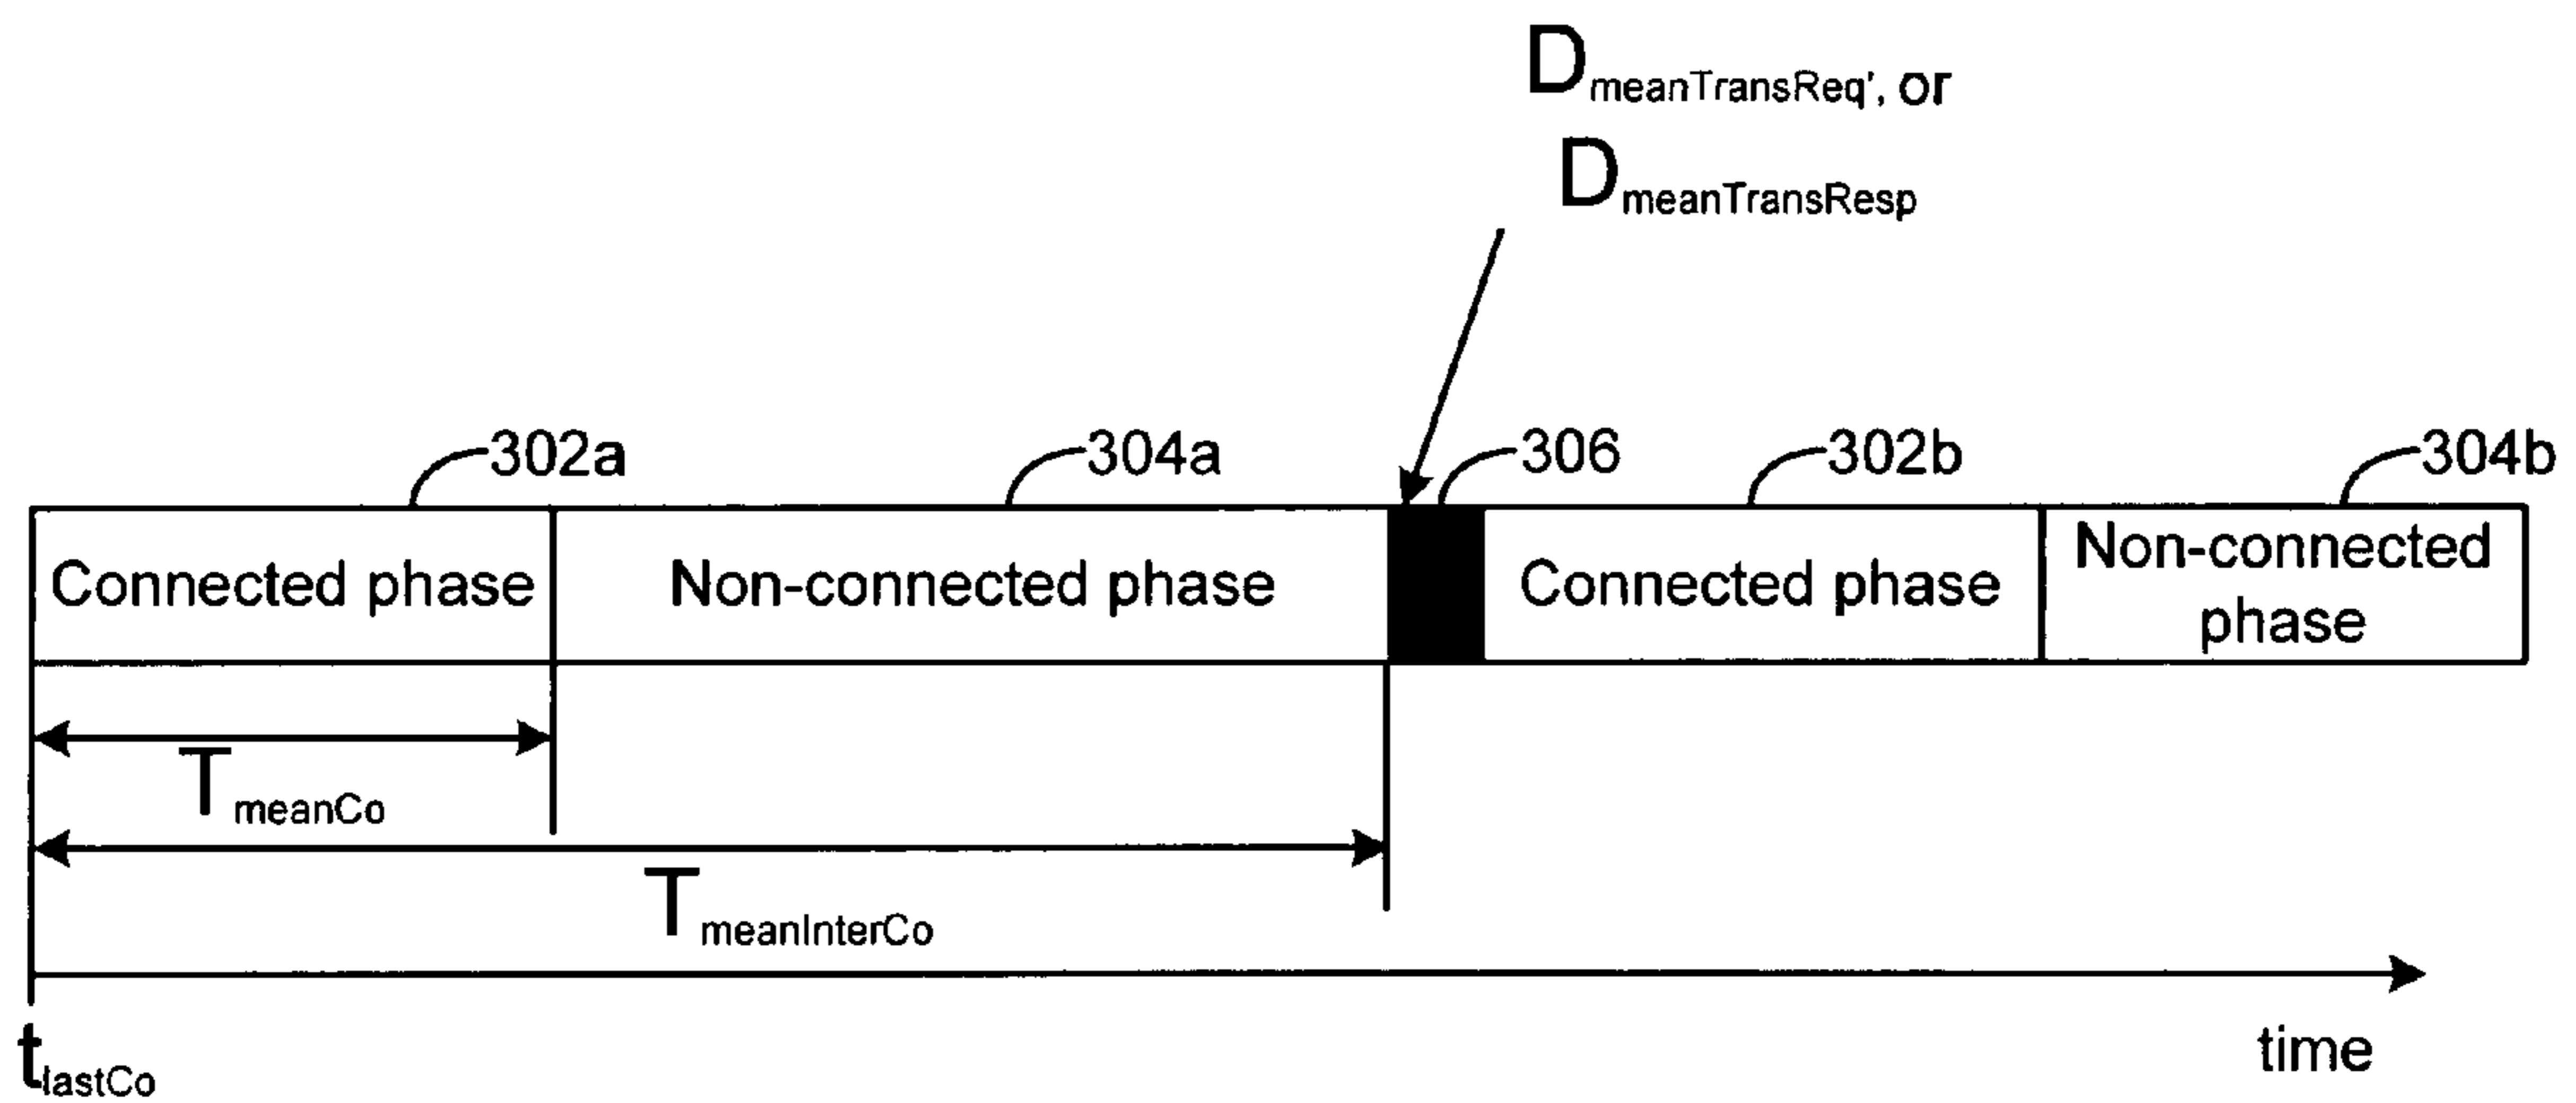 DmeanTransReq', or
DmeanTransResp
302a 304a 306 302b 304b
Connected phase Non-connected phase Connected phase Non-connected
phase
TmeanCo
TmeanInterCo
tlastCo time